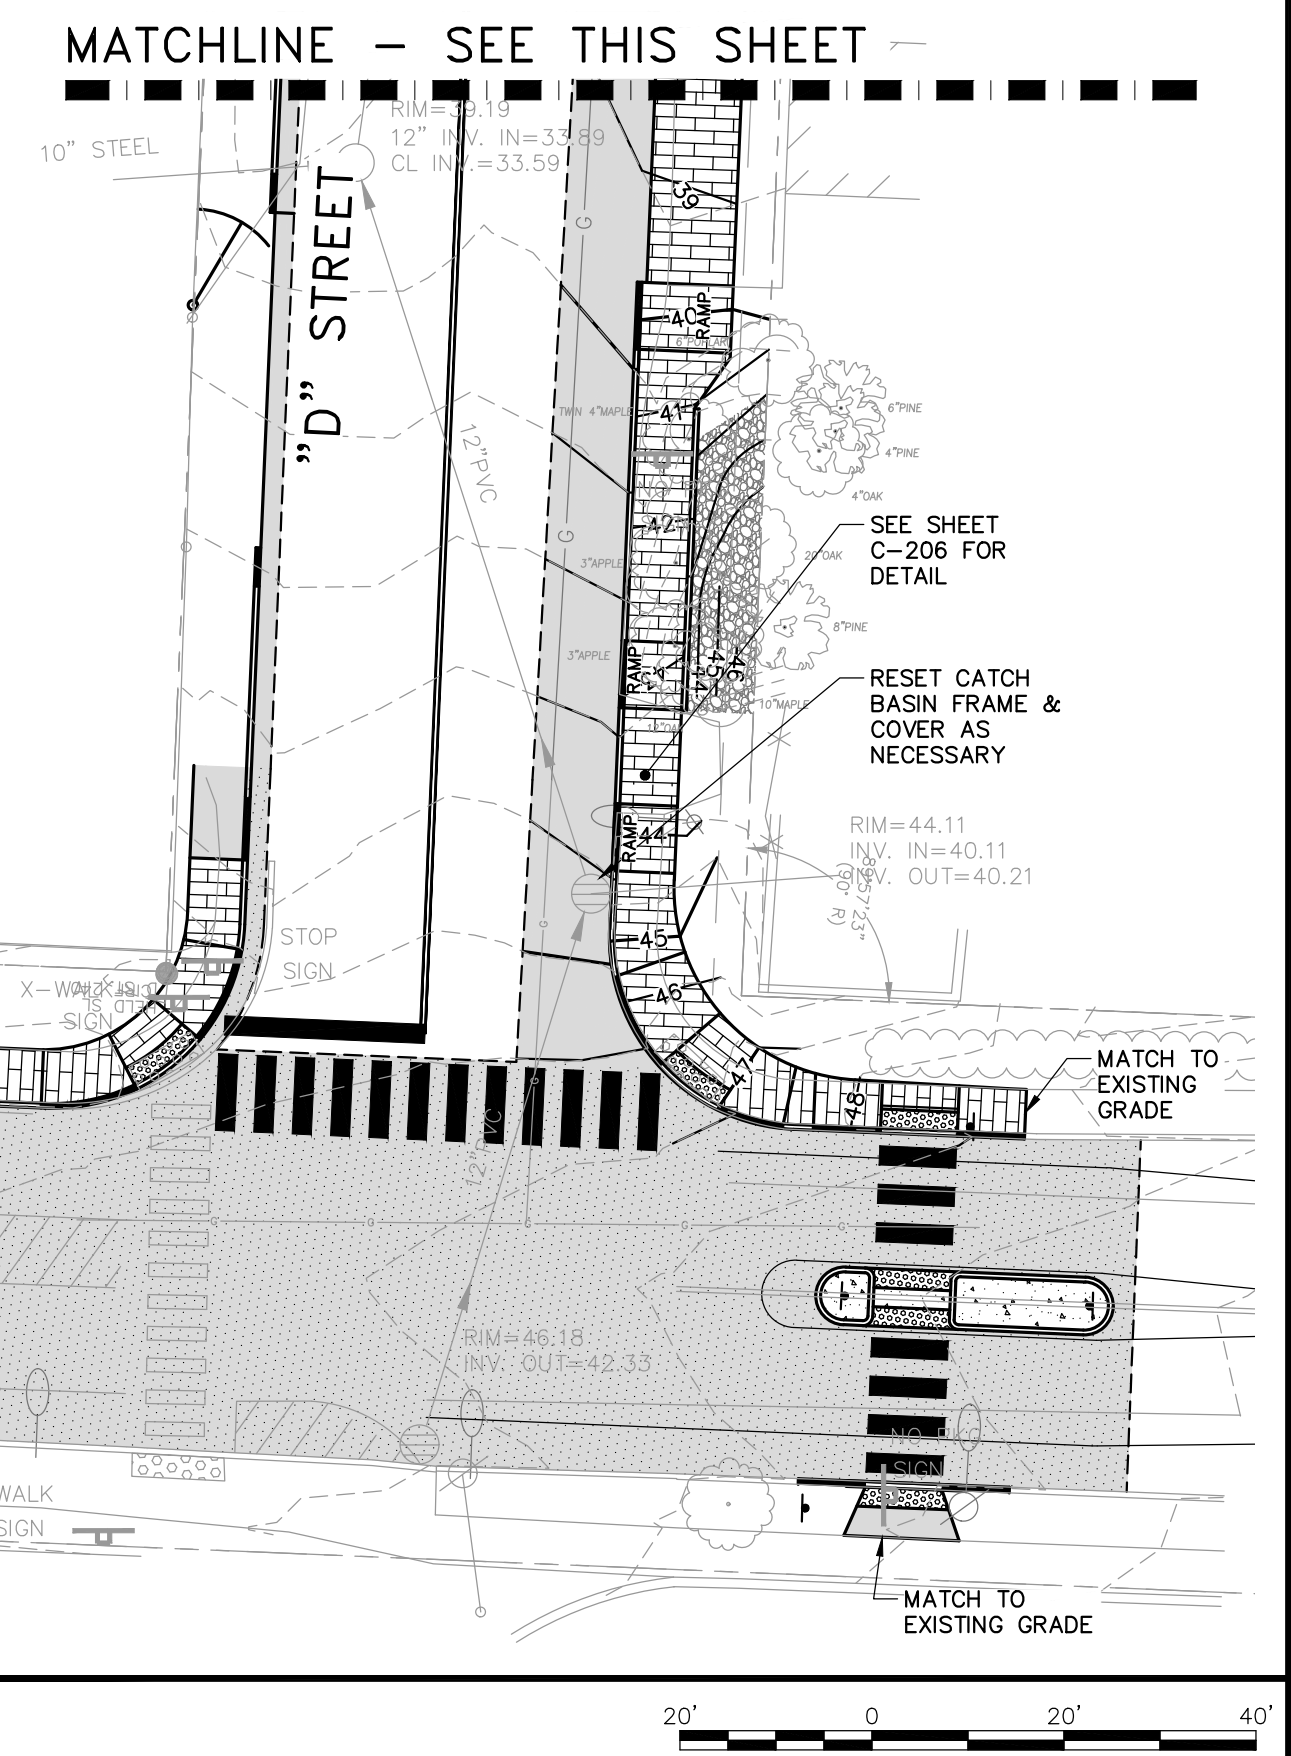 MATCHLINE – SEE THIS SHEET
RIM=39.19
12" INV. IN=33.89
CL INV.=33.59
10" STEEL
"D" STREET
39
G
RAMP
40
6"POPLAR
TWIN 4"MAPLE
41
6"PINE
4"PINE
4"OAK
12"PVC
SEE SHEET
C-206 FOR
DETAIL
42
G
20"OAK
3"APPLE
8"PINE
3"APPLE
RAMP
45
46
10"MAPLE
RESET CATCH
BASIN FRAME &
COVER AS
NECESSARY
RAMP
44
RIM=44.11
INV. IN=40.11
INV. OUT=40.21
(90' R)
G
STOP
SIGN
45
46
X-WALK
SIGN
47
48
MATCH TO
EXISTING
GRADE
G
12"PVC
G
G
G
G
G
G
RIM=46.18
INV. OUT=42.33
NO PKG
SIGN
WALK
SIGN
MATCH TO
EXISTING GRADE
20' 0 20' 40'